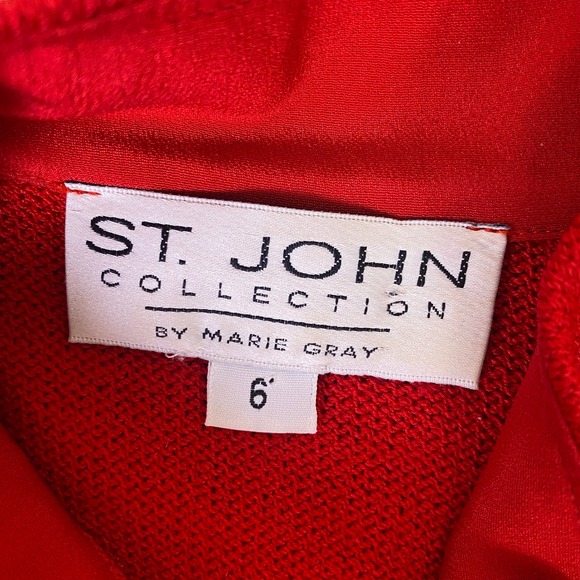 ST. JOHN
COLLECTION
BY MARIE GRAY
6